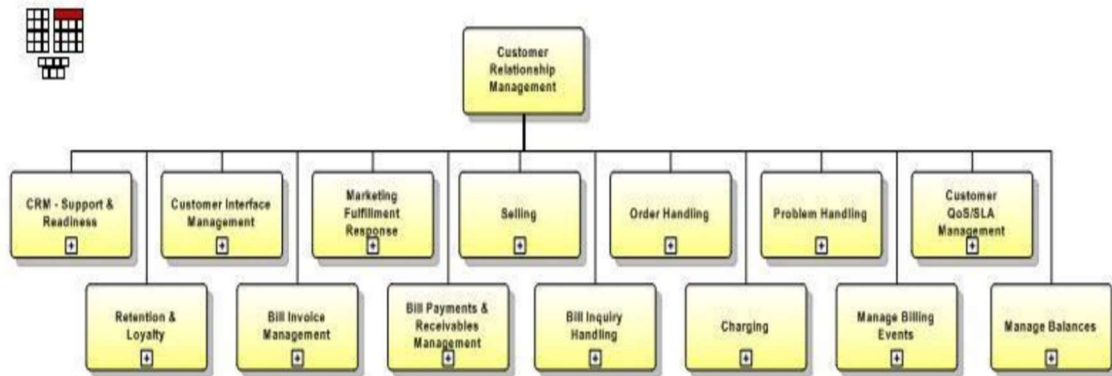 Customer
Relationship
Management
CRM - Support &
Readiness
Customer Interface
Management
Marketing
Fulfillment
Response
Selling
Order Handling
Problem Handling
Customer
QoS/SLA
Management
Retention &
Loyalty
Bill Invoice
Management
Bill Payments &
Receivables
Management
Bill Inquiry
Handling
Charging
Manage Billing
Events
Manage Balances